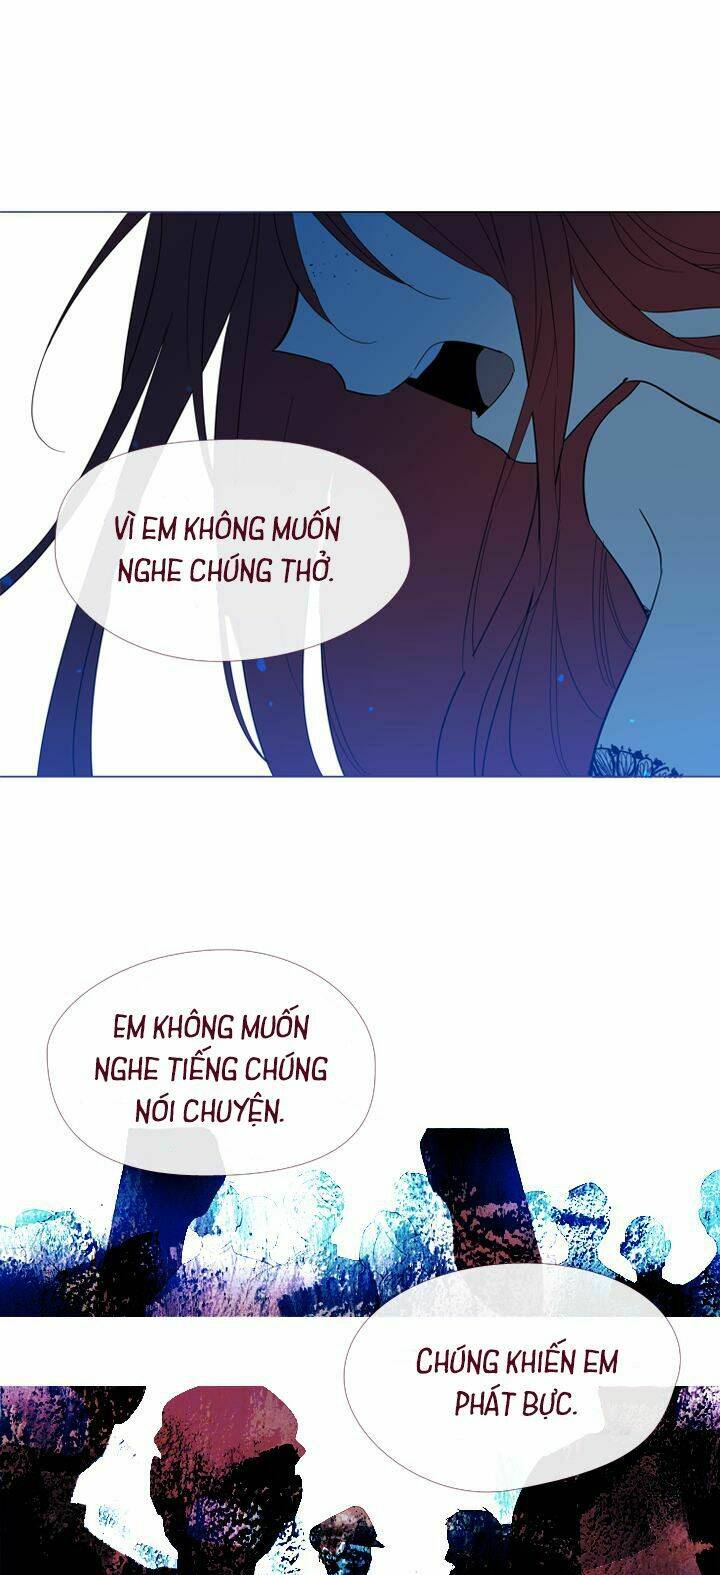 VÌ EM KHÔNG MUỐN
NGHE CHÚNG THỞ.
EM KHÔNG MUỐN
NGHE TIẾNG CHÚNG
NÓI CHUYỆN.
CHÚNG KHIẾN EM
PHÁT BỰC.